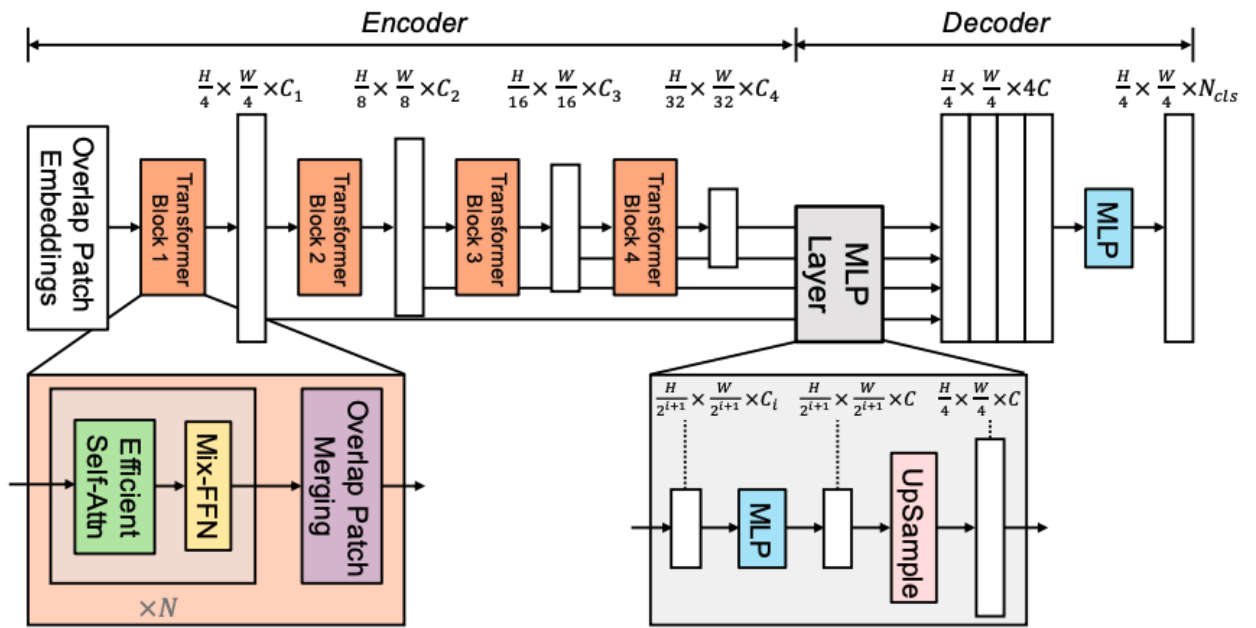 Encoder
Decoder
H/4 × W/4 × C₁
H/8 × W/8 × C₂
H/16 × W/16 × C₃
H/32 × W/32 × C₄
H/4 × W/4 × 4C
H/4 × W/4 × N_cls
Overlap Patch
Embeddings
Transformer
Block 1
Transformer
Block 2
Transformer
Block 3
Transformer
Block 4
MLP
Layer
MLP
Efficient
Self-Attn
Mix-FFN
×N
Overlap Patch
Merging
H/2^{i+1} × W/2^{i+1} × C_i
H/2^{i+1} × W/2^{i+1} × C
H/4 × W/4 × C
MLP
UpSample